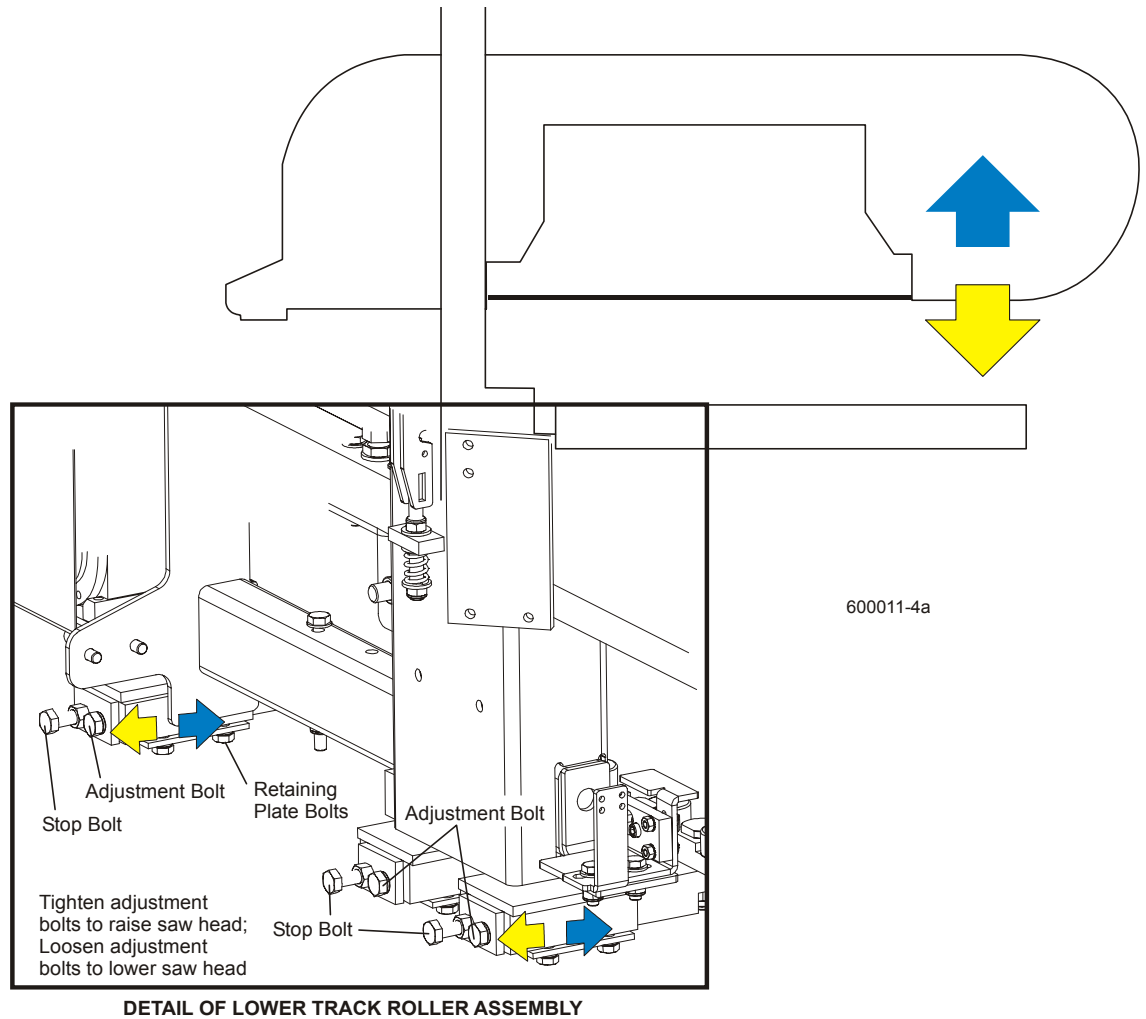 600011-4a
Adjustment Bolt
Stop Bolt
Retaining
Plate Bolts
Adjustment Bolt
Stop Bolt
Tighten adjustment
bolts to raise saw head;
Loosen adjustment
bolts to lower saw head
DETAIL OF LOWER TRACK ROLLER ASSEMBLY